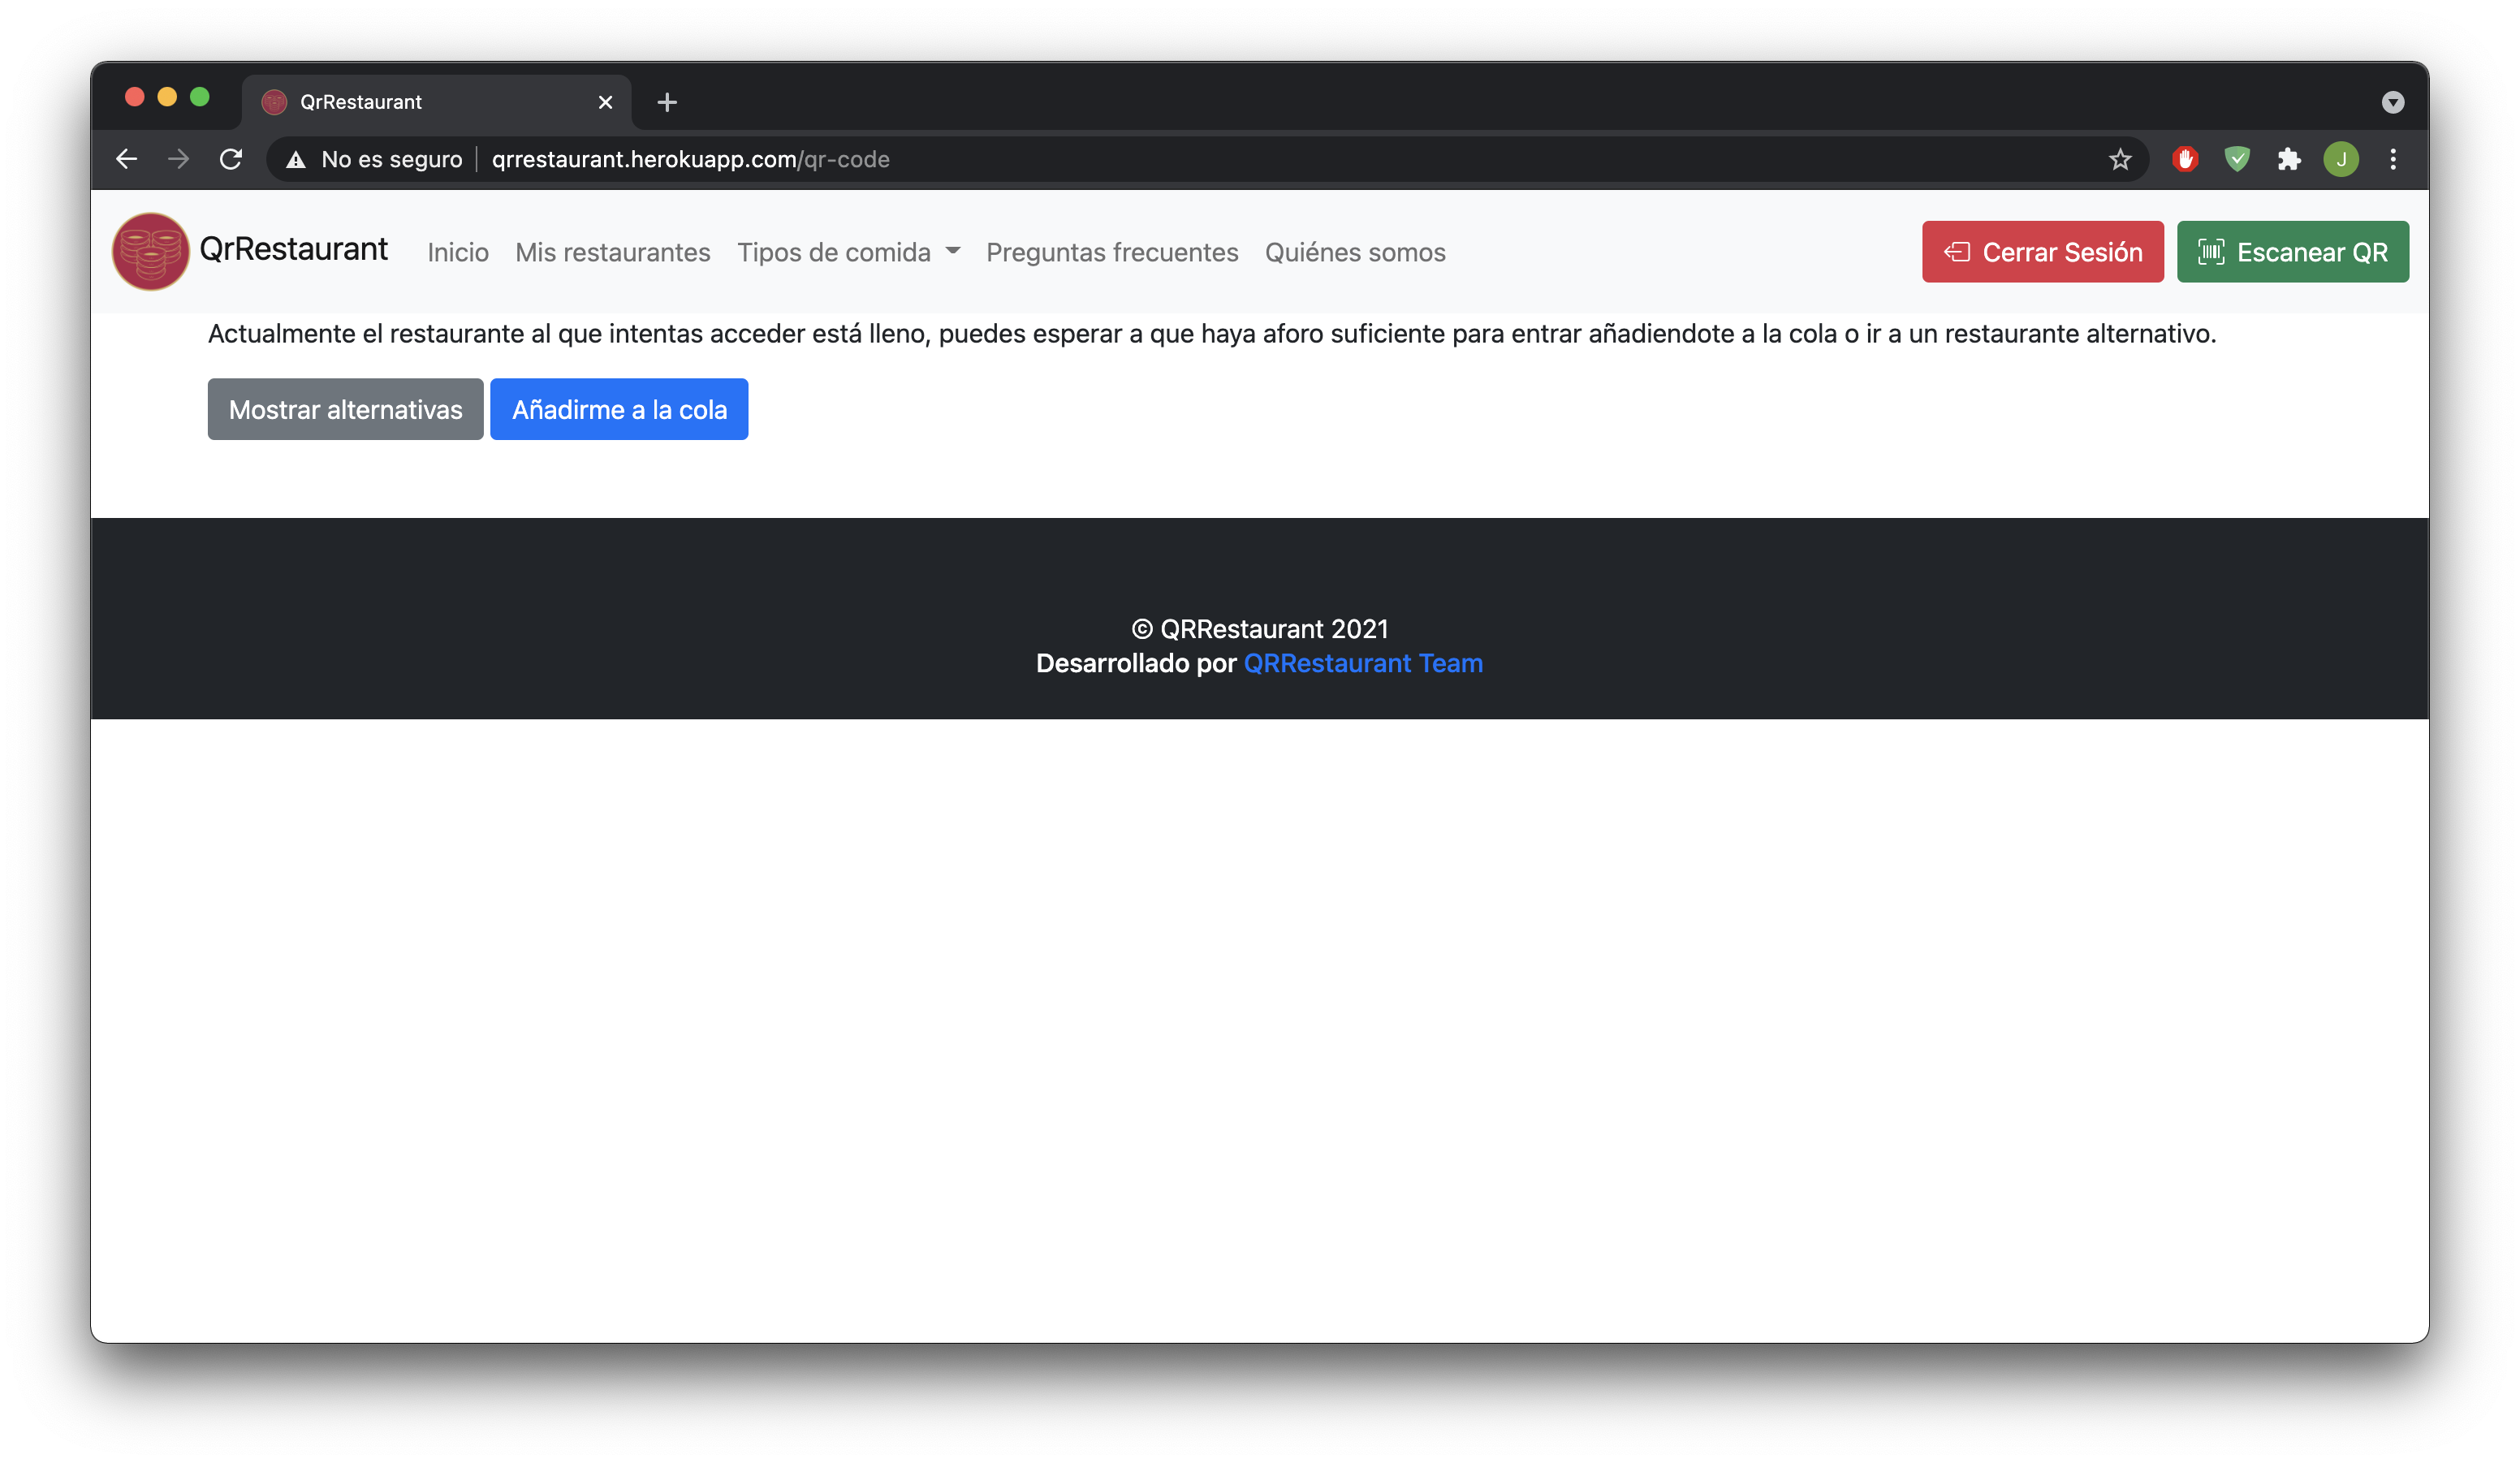 QrRestaurant
No es seguro qrrestaurant.herokuapp.com/qr-code
J
QrRestaurant Inicio Mis restaurantes Tipos de comida Preguntas frecuentes Quiénes somos Cerrar Sesión Escanear QR
Actualmente el restaurante al que intentas acceder está lleno, puedes esperar a que haya aforo suficiente para entrar añadiendote a la cola o ir a un restaurante alternativo.
Mostrar alternativas Añadirme a la cola
© QRRestaurant 2021
Desarrollado por QRRestaurant Team